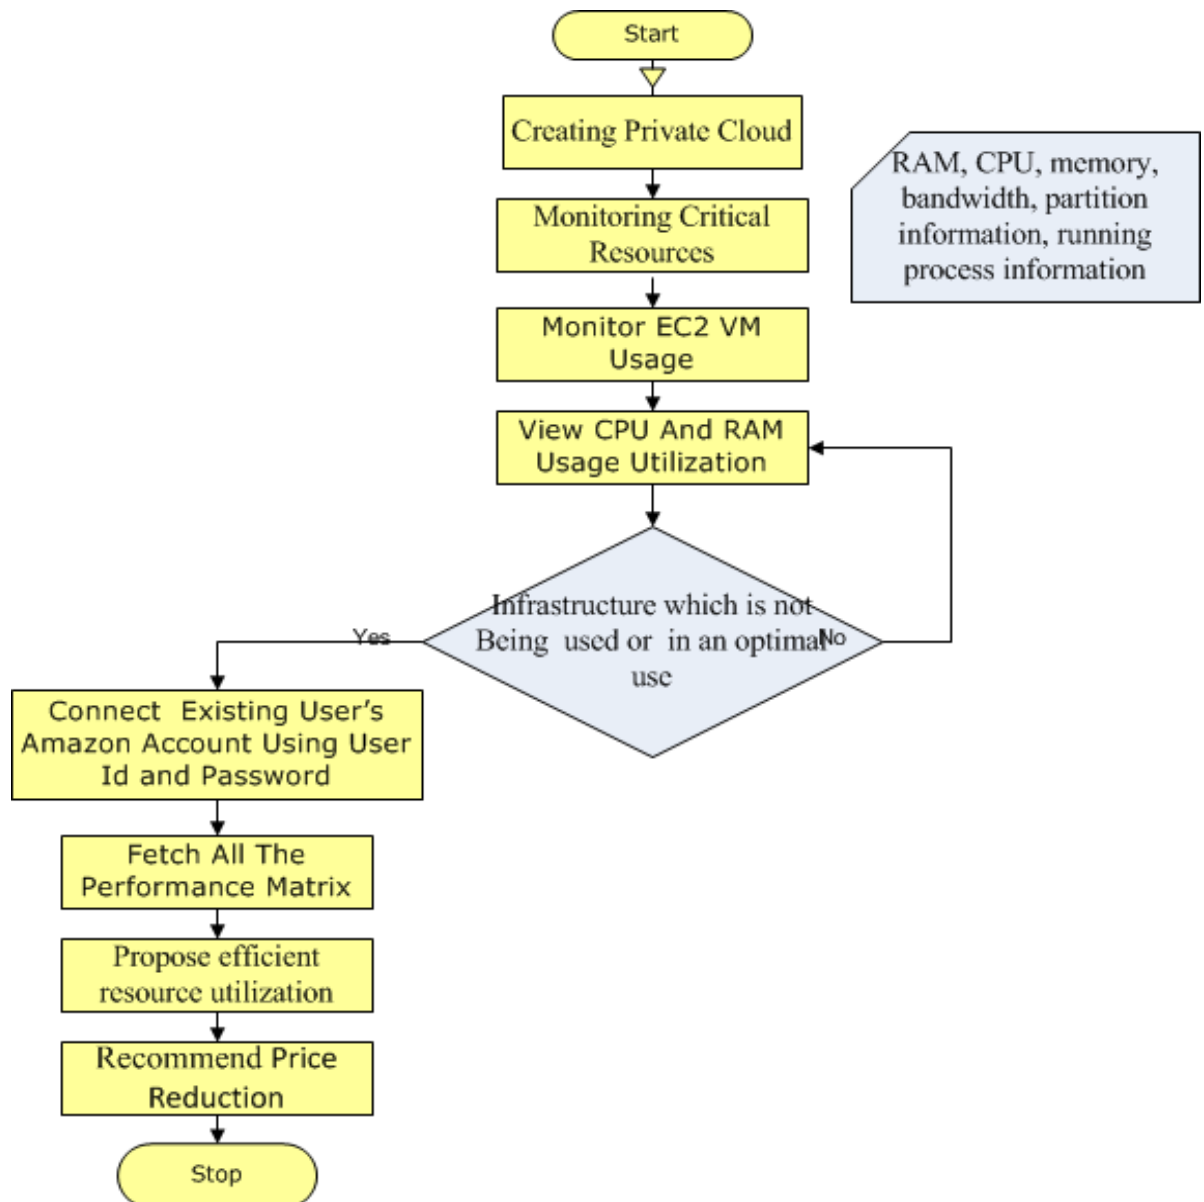 Start
Creating Private Cloud
RAM, CPU, memory,
bandwidth, partition
information, running
process information
Monitoring Critical
Resources
Monitor EC2 VM
Usage
View CPU And RAM
Usage Utilization
Infrastructure which is not
Being used or in an optimal
use
Yes
No
Connect Existing User’s
Amazon Account Using User
Id and Password
Fetch All The
Performance Matrix
Propose efficient
resource utilization
Recommend Price
Reduction
Stop